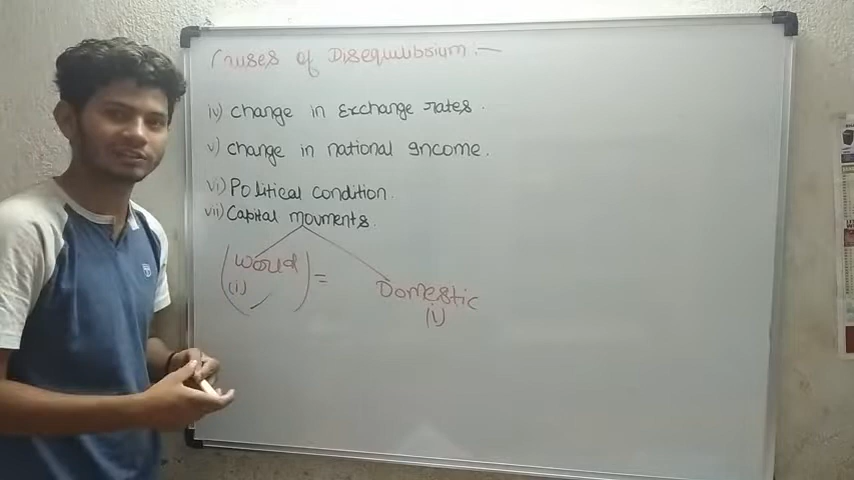 Causes of Disequilibrium :-
iv) change in Exchange rates.
v) change in national Income.
vi) Political condition.
vii) Capital movments.
World
(i)
=
Domestic
(i)